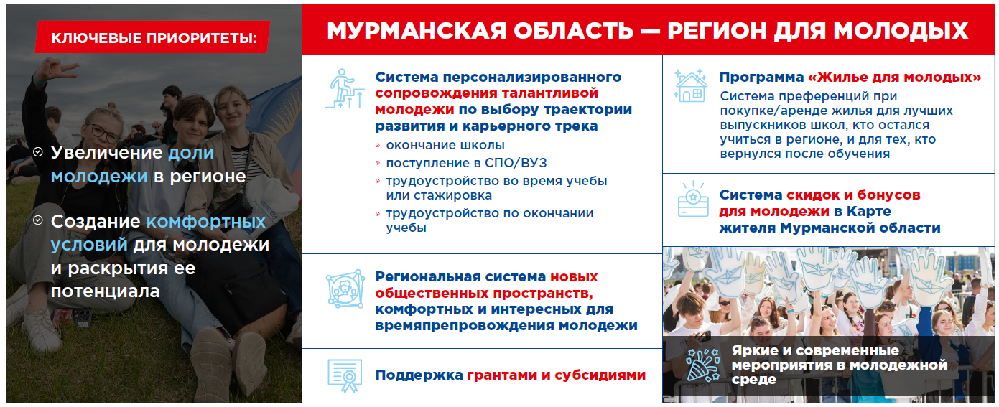 КЛЮЧЕВЫЕ ПРИОРИТЕТЫ:
Увеличение доли
молодежи в регионе
Создание комфортных
условий для молодежи
и раскрытия ее
потенциала
МУРМАНСКАЯ ОБЛАСТЬ — РЕГИОН ДЛЯ МОЛОДЫХ
Система персонализированного
сопровождения талантливой
молодежи по выбору траектории
развития и карьерного трека
окончание школы
поступление в СПО/ВУЗ
трудоустройство во время учебы
или стажировка
трудоустройство по окончании
учебы
Региональная система новых
общественных пространств,
комфортных и интересных для
времяпрепровождения молодежи
Поддержка грантами и субсидиями
Программа «Жилье для молодых»
Система преференций при
покупке/аренде жилья для лучших
выпускников школ, кто остался
учиться в регионе, и для тех, кто
вернулся после обучения
Система скидок и бонусов
для молодежи в Карте
жителя Мурманской области
Яркие и современные
мероприятия в молодежной
среде